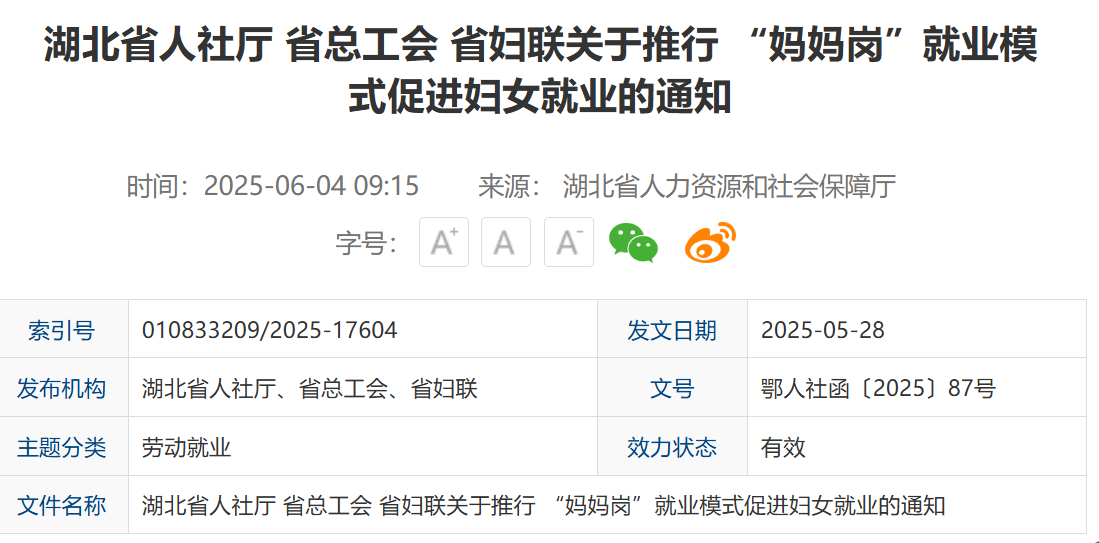 湖北省人社厅 省总工会 省妇联关于推行 “妈妈岗”就业模
式促进妇女就业的通知
时间：2025-06-04 09:15 来源： 湖北省人力资源和社会保障厅
字号： A+ A A-
索引号 010833209/2025-17604 发文日期 2025-05-28
发布机构 湖北省人社厅、省总工会、省妇联 文号 鄂人社函〔2025〕87号
主题分类 劳动就业 效力状态 有效
文件名称 湖北省人社厅 省总工会 省妇联关于推行 “妈妈岗”就业模式促进妇女就业的通知